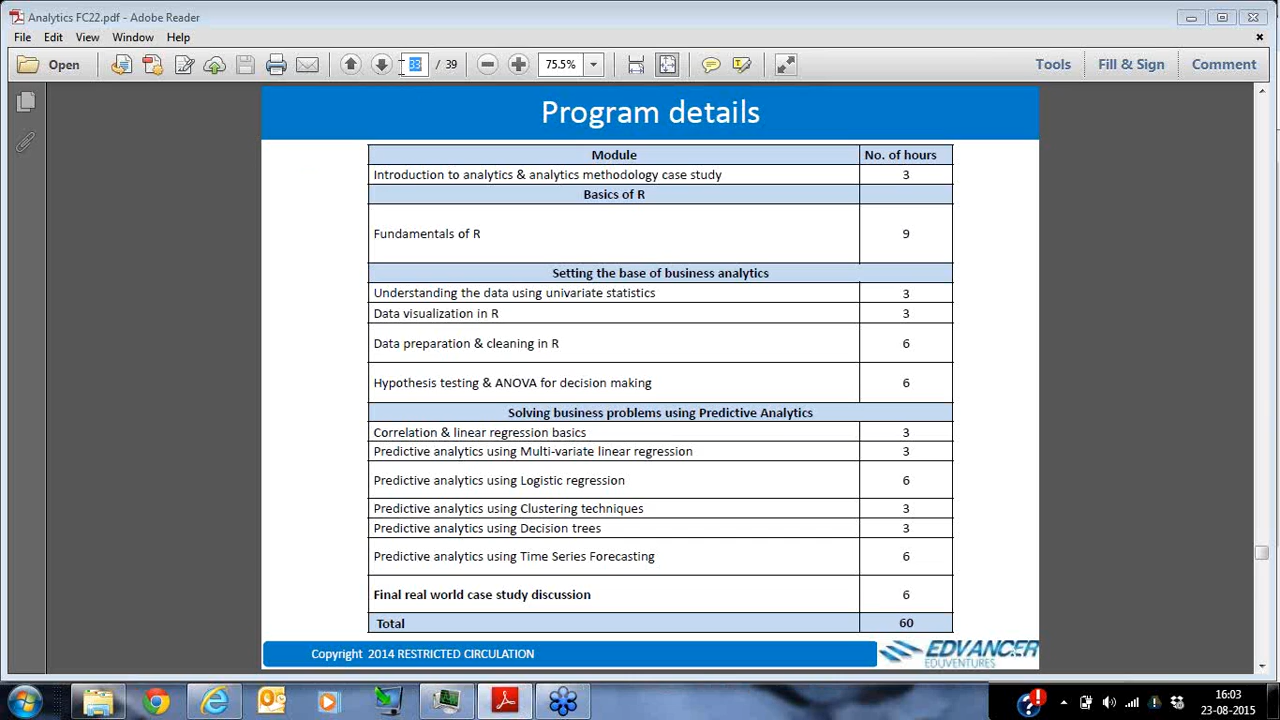 Analytics FC22.pdf - Adobe Reader
File Edit View Window Help
Open 33 / 39 75.5% Tools Fill & Sign Comment
Program details
Module No. of hours
Introduction to analytics & analytics methodology case study 3
Basics of R
Fundamentals of R 9
Setting the base of business analytics
Understanding the data using univariate statistics 3
Data visualization in R 3
Data preparation & cleaning in R 6
Hypothesis testing & ANOVA for decision making 6
Solving business problems using Predictive Analytics
Correlation & linear regression basics 3
Predictive analytics using Multi-variate linear regression 3
Predictive analytics using Logistic regression 6
Predictive analytics using Clustering techniques 3
Predictive analytics using Decision trees 3
Predictive analytics using Time Series Forecasting 6
Final real world case study discussion 6
Total 60
Copyright 2014 RESTRICTED CIRCULATION
EDVANCER
EDUVENTURES
16:03
23-08-2015